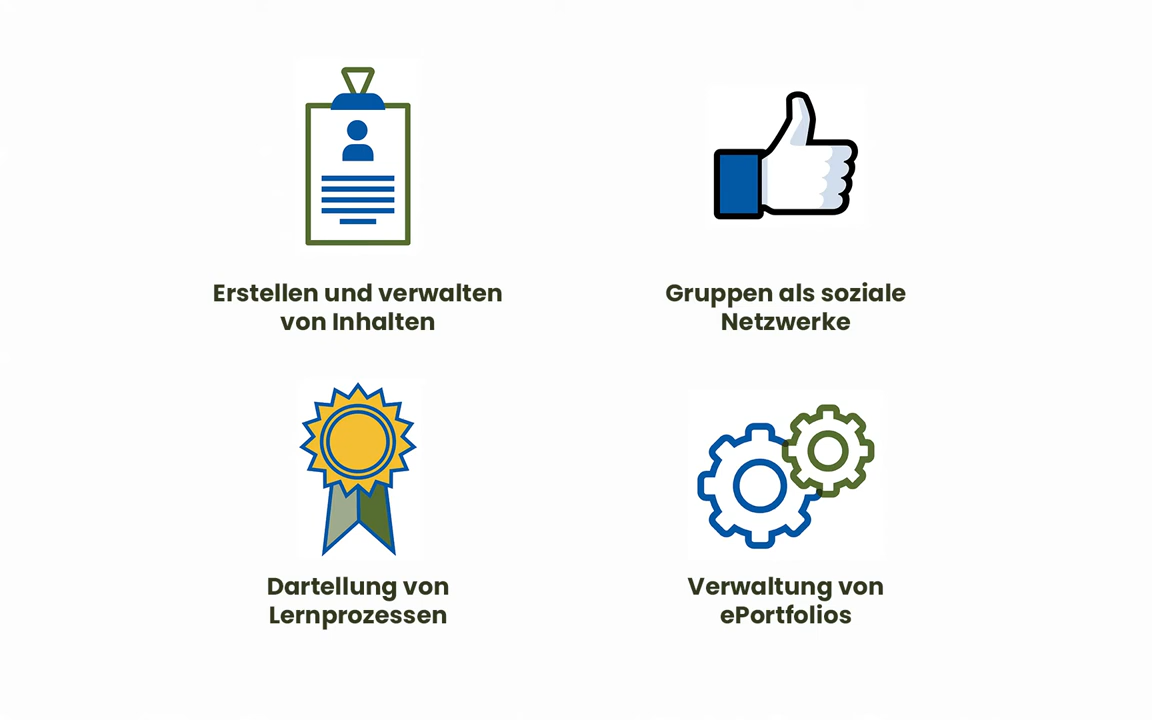 Erstellen und verwalten
von Inhalten
Gruppen als soziale
Netzwerke
Dartellung von
Lernprozessen
Verwaltung von
ePortfolios